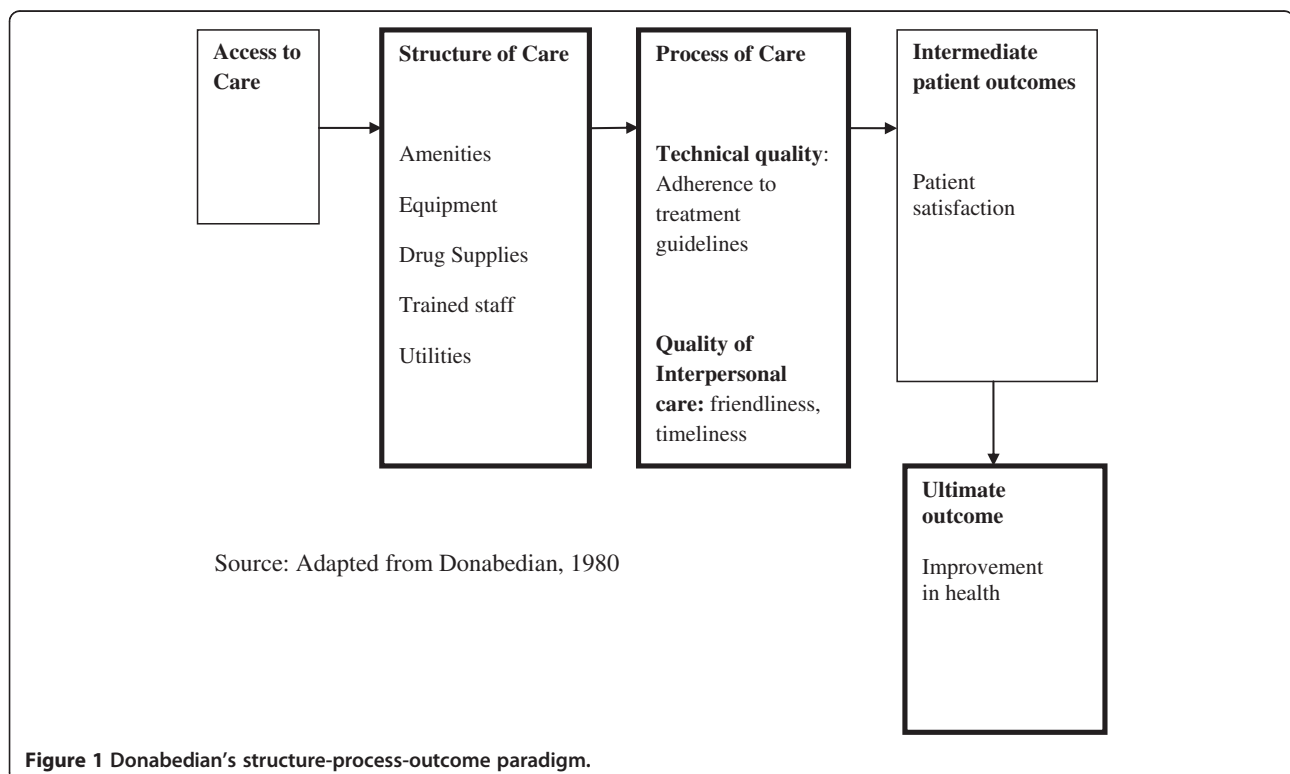 Access to
Care
Structure of Care
Amenities
Equipment
Drug Supplies
Trained staff
Utilities
Process of Care
Technical quality:
Adherence to
treatment
guidelines
Quality of
Interpersonal
care: friendliness,
timeliness
Intermediate
patient outcomes
Patient
satisfaction
Ultimate
outcome
Improvement
in health
Source: Adapted from Donabedian, 1980
Figure 1 Donabedian's structure-process-outcome paradigm.